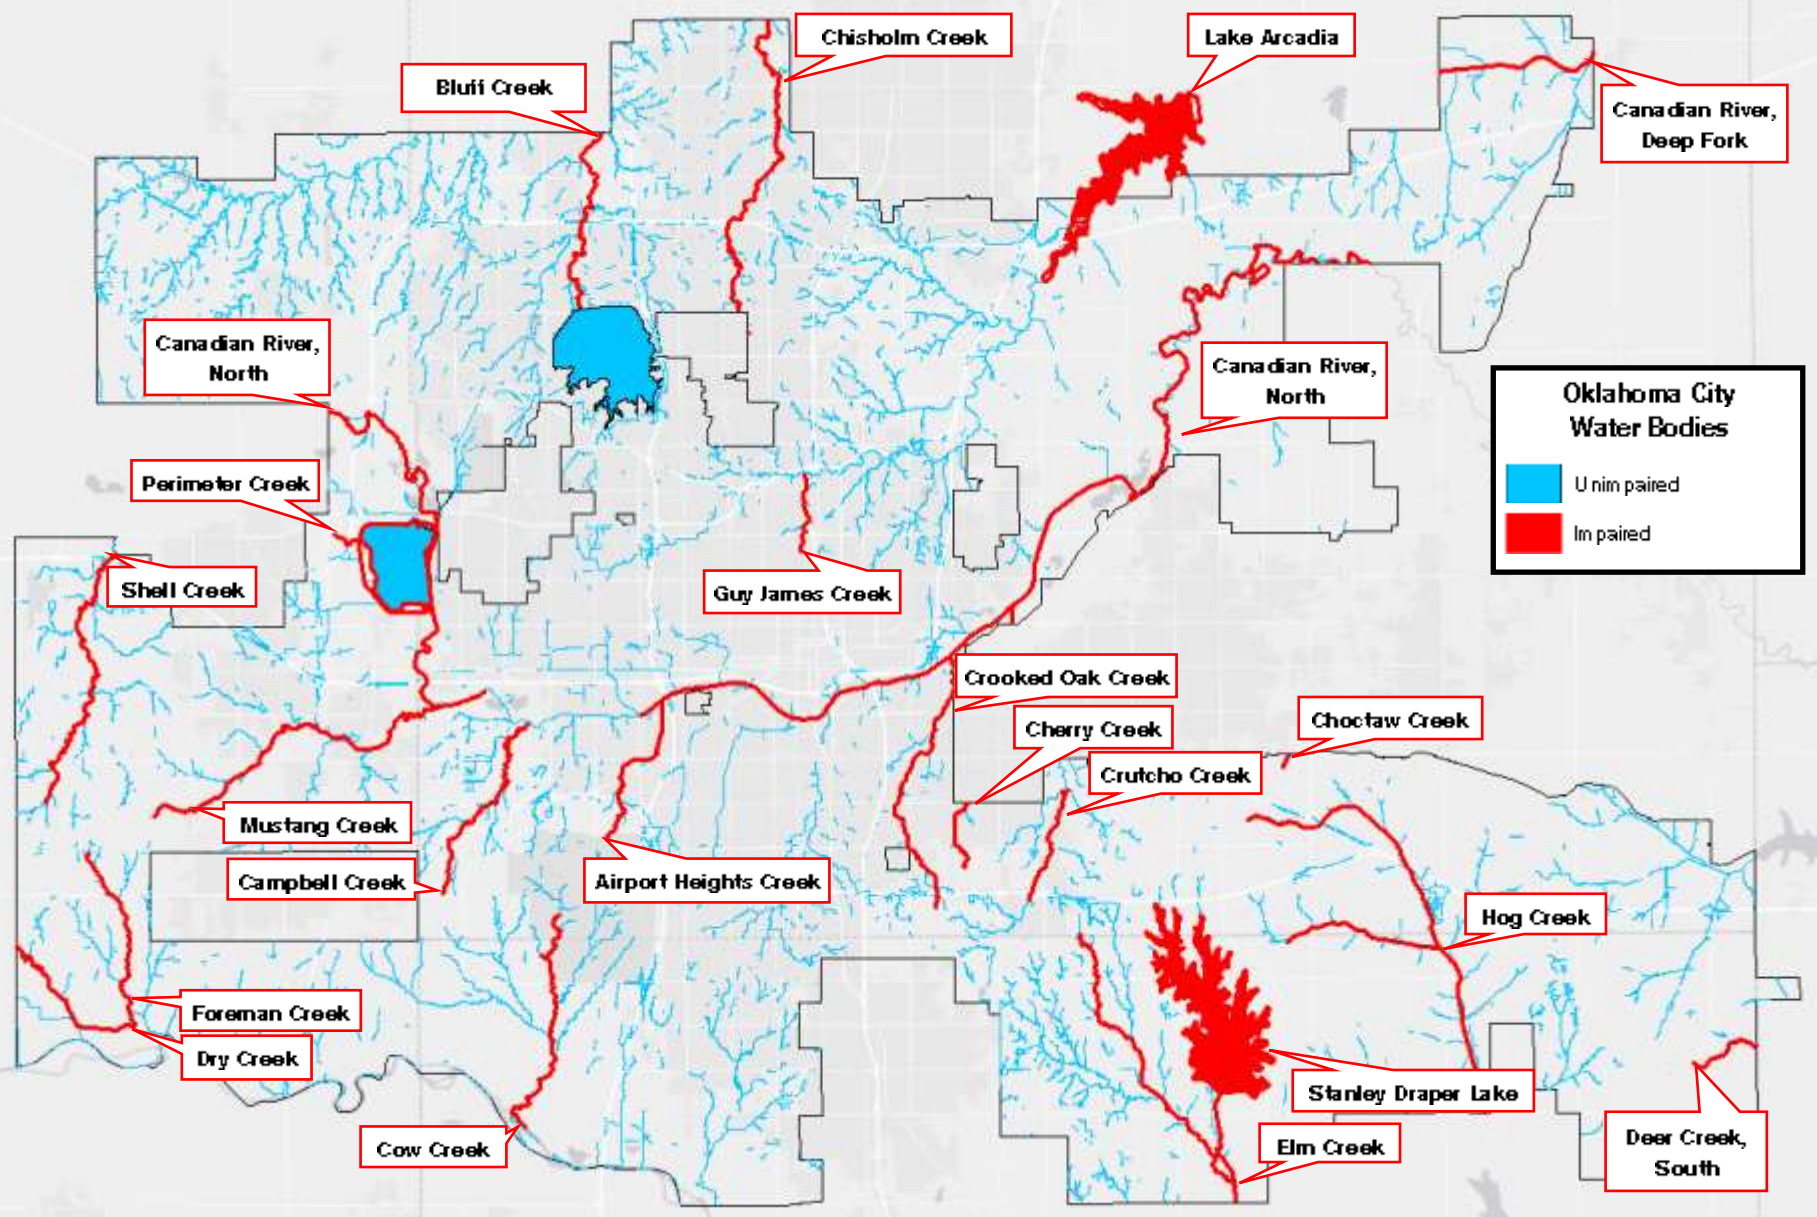 Chisholm Creek
Lake Arcadia
Bluff Creek
Canadian River,
Deep Fork
Canadian River,
North
Canadian River,
North
Oklahoma City
Water Bodies
Unimpaired
Impaired
Perimeter Creek
Shell Creek
Guy James Creek
Crooked Oak Creek
Cherry Creek
Choctaw Creek
Crutcho Creek
Mustang Creek
Campbell Creek
Airport Heights Creek
Hog Creek
Foreman Creek
Dry Creek
Stanley Draper Lake
Cow Creek
Elm Creek
Deer Creek,
South